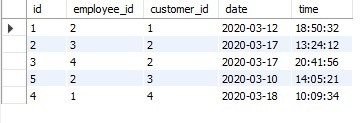 id employee_id customer_id date time
1 2 1 2020-03-12 18:50:32
2 3 2 2020-03-17 13:24:12
3 4 2 2020-03-17 20:41:56
5 2 3 2020-03-10 14:05:21
4 1 4 2020-03-18 10:09:34